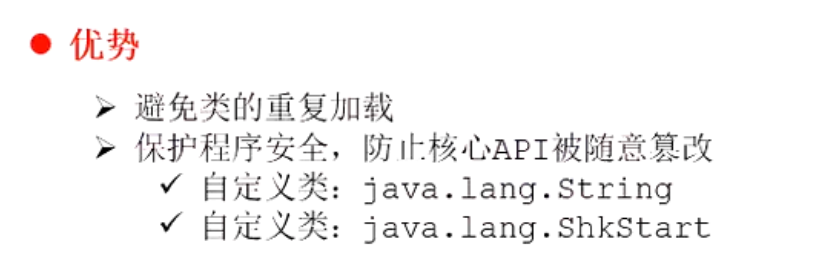 优势
避免类的重复加载
保护程序安全，防止核心API被随意篡改
自定义类：java.lang.String
自定义类：java.lang.ShkStart